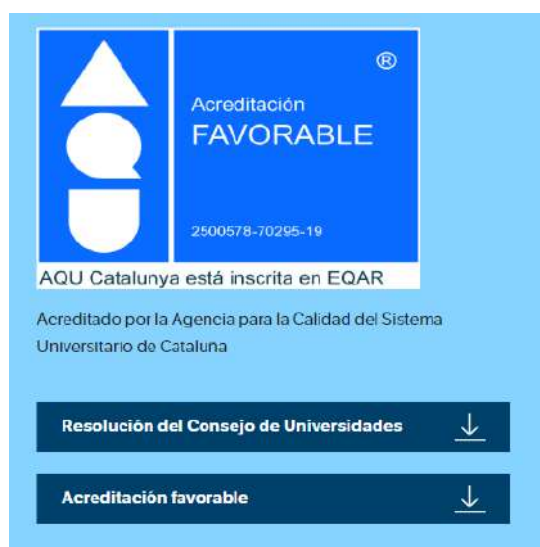 ®
Acreditación
FAVORABLE
2500578-70295-19
AQU Catalunya está inscrita en EQAR
Acreditado por la Agencia para la Calidad del Sistema
Universitario de Cataluña
Resolución del Consejo de Universidades
Acreditación favorable